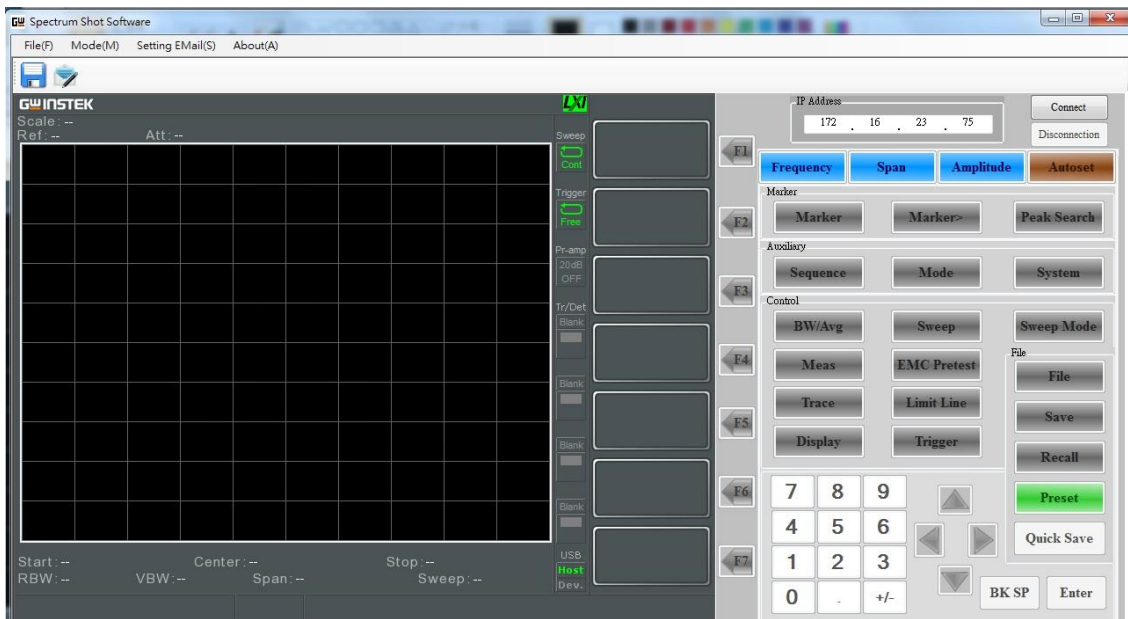 GW Spectrum Shot Software
File(F) Mode(M) Setting EMail(S) About(A)
GWINSTEK
LXI
Scale: --
Ref: -- Att: --
Sweep
Cont
Trigger
Free
Pr-amp
20dB
OFF
Tr/Det
Blank
Blank
Blank
Blank
USB
Host
Dev.
Start: -- Center: -- Stop: --
RBW: -- VBW: -- Span: -- Sweep: --
F1
F2
F3
F4
F5
F6
F7
IP Address
172 . 16 . 23 . 75
Connect
Disconnection
Frequency Span Amplitude Autoset
Marker
Marker Marker> Peak Search
Auxiliary
Sequence Mode System
Control
BW/Avg Sweep Sweep Mode
Meas EMC Pretest
Trace Limit Line
Display Trigger
File
File
Save
Recall
Preset
Quick Save
7 8 9
4 5 6
1 2 3
0 . +/-
BK SP Enter